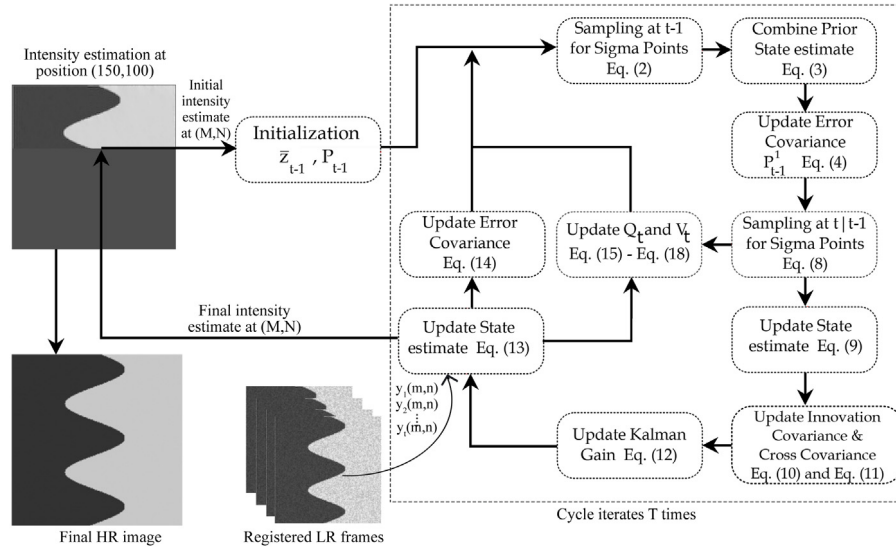 Intensity estimation at
position (150,100)
Initial
intensity
estimate
at (M,N)
Initialization
z̄ t-1 , P t-1
Sampling at t-1
for Sigma Points
Eq. (2)
Combine Prior
State estimate
Eq. (3)
Update Error
Covariance
P¹ t-1 Eq. (4)
Sampling at t|t-1
for Sigma Points
Eq. (8)
Update Q t and V t
Eq. (15) - Eq. (18)
Update Error
Covariance
Eq. (14)
Final intensity
estimate at (M,N)
Update State
estimate Eq. (13)
Update State
estimate Eq. (9)
Update Innovation
Covariance &
Cross Covariance
Eq. (10) and Eq. (11)
Update Kalman
Gain Eq. (12)
y₁(m,n)
y₂(m,n)
⋮
yₜ(m,n)
Cycle iterates T times
Final HR image
Registered LR frames